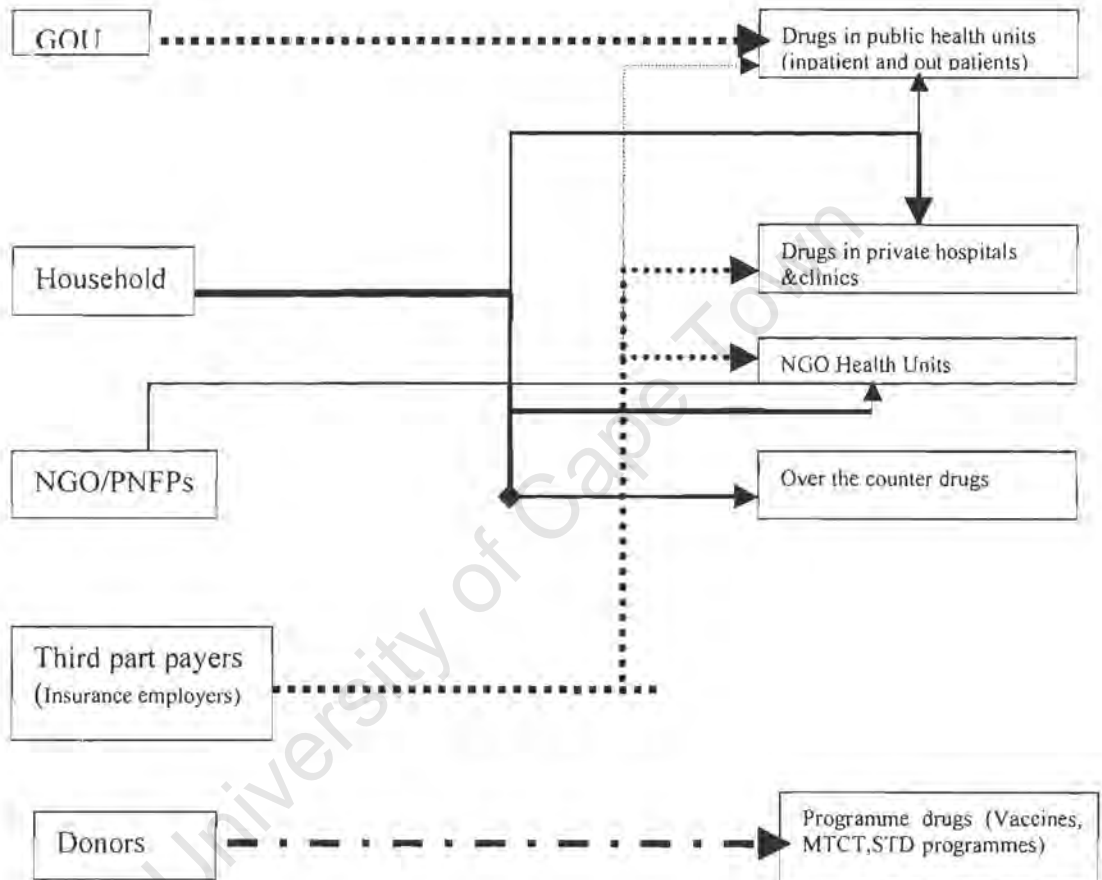 GOU
Drugs in public health units
(inpatient and out patients)
Household
Drugs in private hospitals
&clinics
NGO Health Units
NGO/PNFPs
Over the counter drugs
Third part payers
(Insurance employers)
Donors
Programme drugs (Vaccines,
MTCT,STD programmes)
University of Cape Town